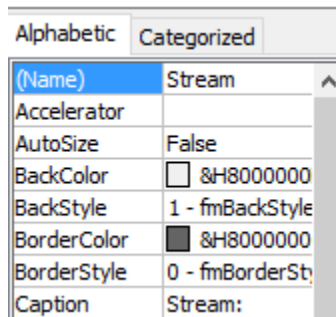 Alphabetic Categorized
(Name) Stream
Accelerator
AutoSize False
BackColor &H8000000
BackStyle 1 - fmBackStyle
BorderColor &H8000000
BorderStyle 0 - fmBorderSty
Caption Stream: